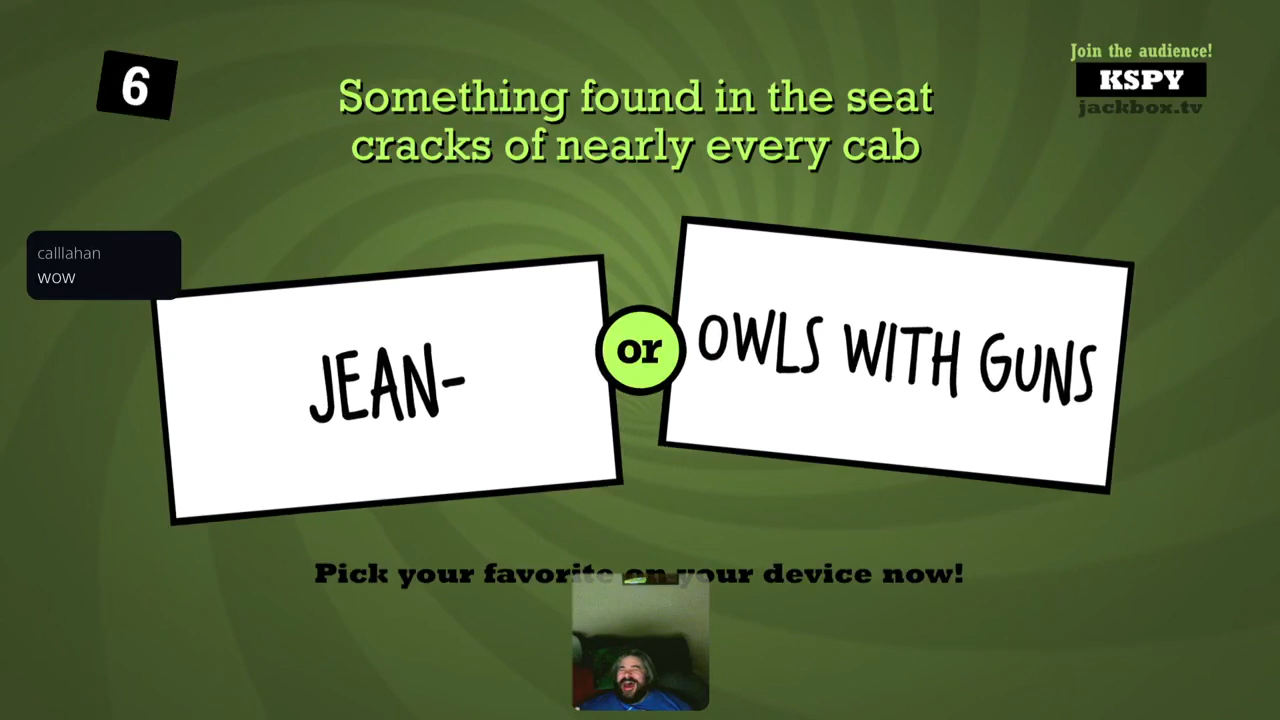 6
Something found in the seat
cracks of nearly every cab
Join the audience!
KSPY
jackbox.tv
calllahan
wow
JEAN-
or
OWLS WITH GUNS
Pick your favorite on your device now!